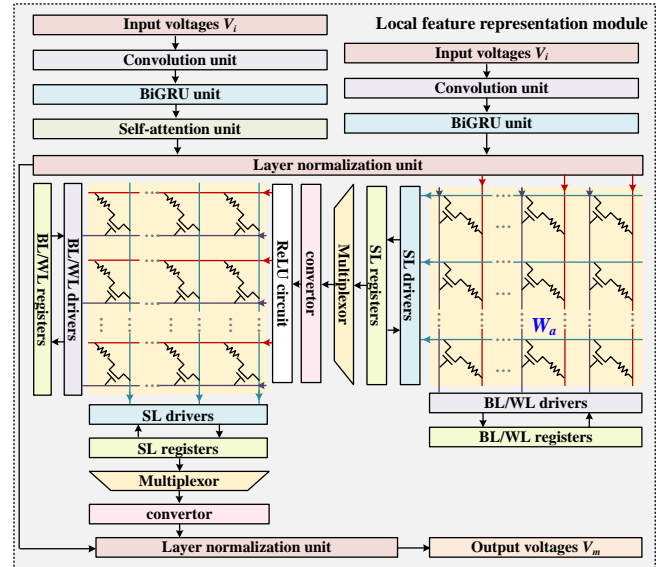 Local feature representation module
Input voltages V_i
Convolution unit
BiGRU unit
Self-attention unit
Input voltages V_i
Convolution unit
BiGRU unit
Layer normalization unit
BL/WL registers
BL/WL drivers
ReLU circuit
convertor
Multiplexor
SL registers
SL drivers
W_a
SL drivers
SL registers
Multiplexor
convertor
BL/WL drivers
BL/WL registers
Layer normalization unit
Output voltages V_m